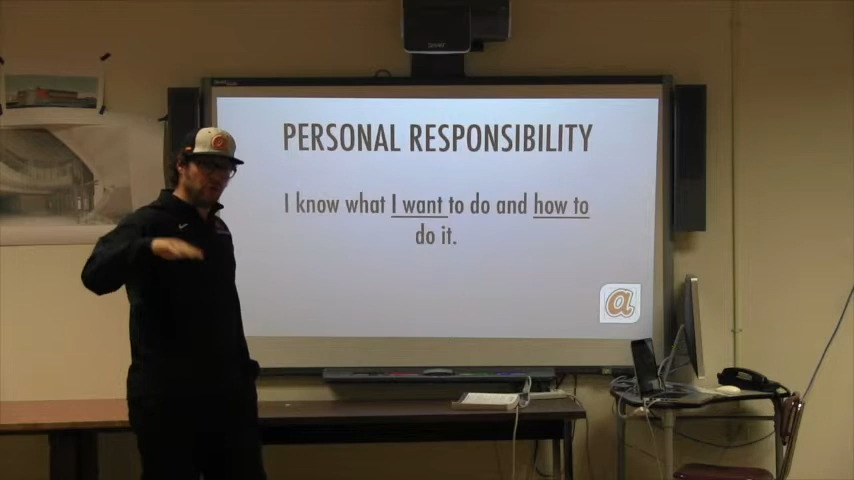 PERSONAL RESPONSIBILITY
I know what I want to do and how to
do it.
a